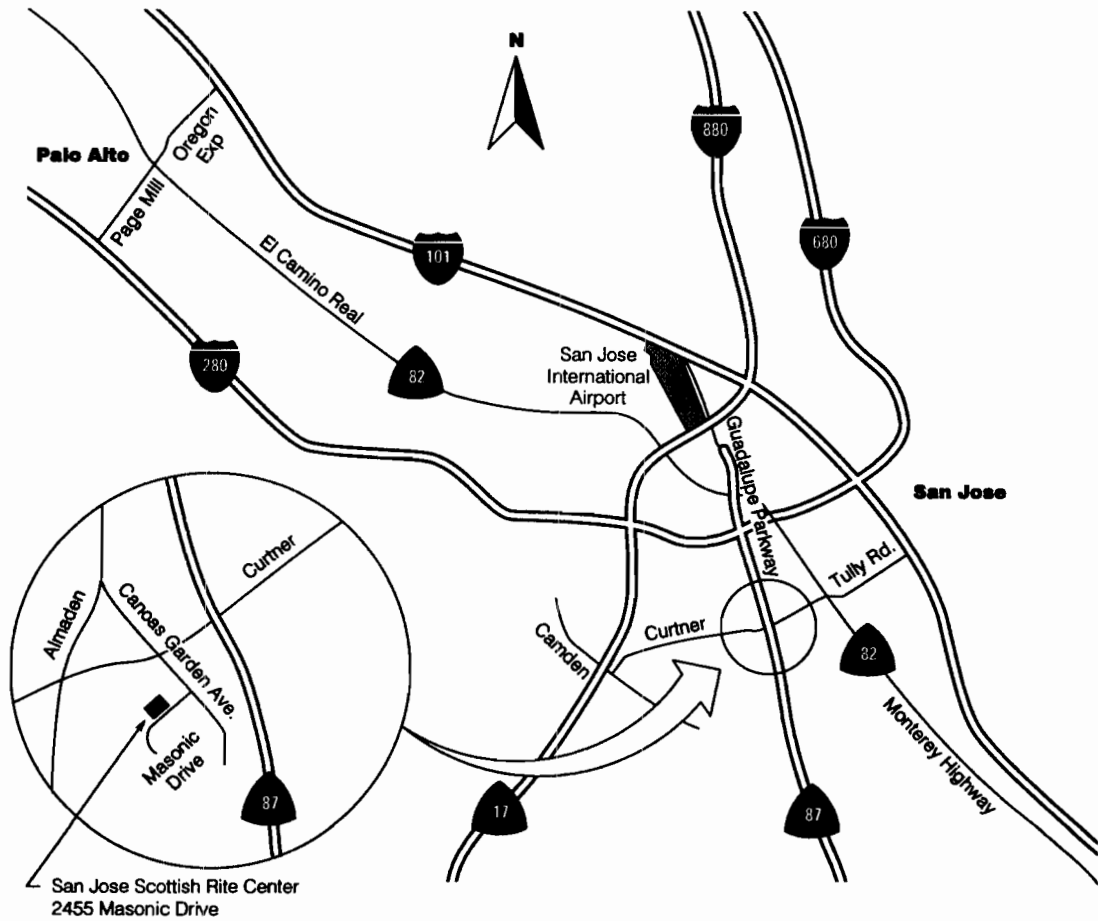 N
880
Palo Alto
Oregon
Exp
Page Mill
680
101
El Camino Real
280
82
San Jose
International
Airport
Guadalupe Parkway
San Jose
Tully Rd.
Curtner
Camden
82
Monterey Highway
17
87
Almaden
Canoas Garden Ave.
Curtner
Masonic
Drive
87
San Jose Scottish Rite Center
2455 Masonic Drive